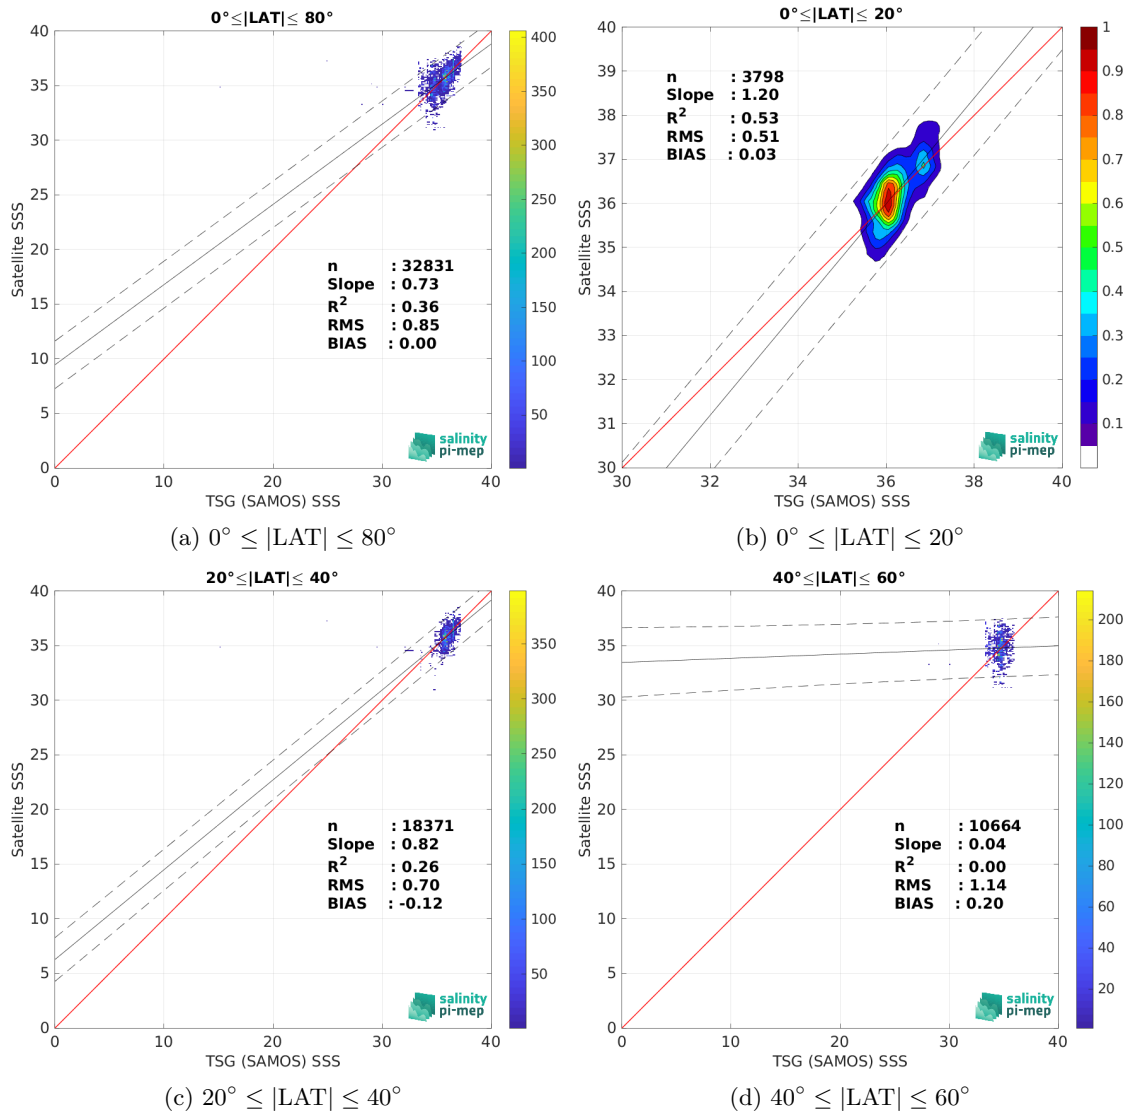 0°≤|LAT|≤ 80°
40
35
30
25
20
15
10
5
0
0
10
20
30
40
Satellite SSS
TSG (SAMOS) SSS
n : 32831
Slope : 0.73
R2 : 0.36
RMS : 0.85
BIAS : 0.00
400
350
300
250
200
150
100
50
salinity
pi-mep
(a) 0° ≤ |LAT| ≤ 80°
0°≤|LAT|≤ 20°
40
39
38
37
36
35
34
33
32
31
30
30
32
34
36
38
40
Satellite SSS
TSG (SAMOS) SSS
n : 3798
Slope : 1.20
R2 : 0.53
RMS : 0.51
BIAS : 0.03
1
0.9
0.8
0.7
0.6
0.5
0.4
0.3
0.2
0.1
salinity
pi-mep
(b) 0° ≤ |LAT| ≤ 20°
20°≤|LAT|≤ 40°
40
35
30
25
20
15
10
5
0
0
10
20
30
40
Satellite SSS
TSG (SAMOS) SSS
n : 18371
Slope : 0.82
R2 : 0.26
RMS : 0.70
BIAS : -0.12
350
300
250
200
150
100
50
salinity
pi-mep
(c) 20° ≤ |LAT| ≤ 40°
40°≤|LAT|≤ 60°
40
35
30
25
20
15
10
5
0
0
10
20
30
40
Satellite SSS
TSG (SAMOS) SSS
n : 10664
Slope : 0.04
R2 : 0.00
RMS : 1.14
BIAS : 0.20
200
180
160
140
120
100
80
60
40
20
salinity
pi-mep
(d) 40° ≤ |LAT| ≤ 60°